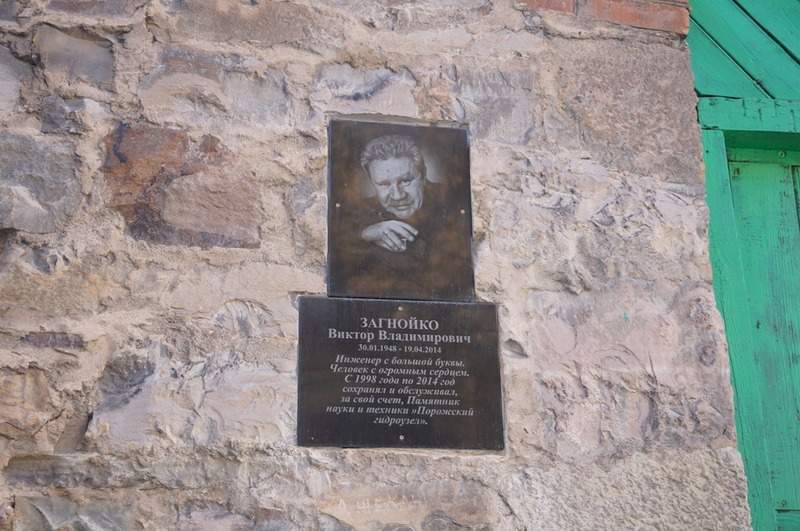 ЗАГНОЙКО
Виктор Владимирович
30.01.1948 - 19.04.2014
Инженер с большой буквы.
Человек с огромным сердцем.
С 1998 года по 2014 год
сохранял и обслуживал,
за свой счет, Памятник
науки и техники »Порожский
гидроузел».